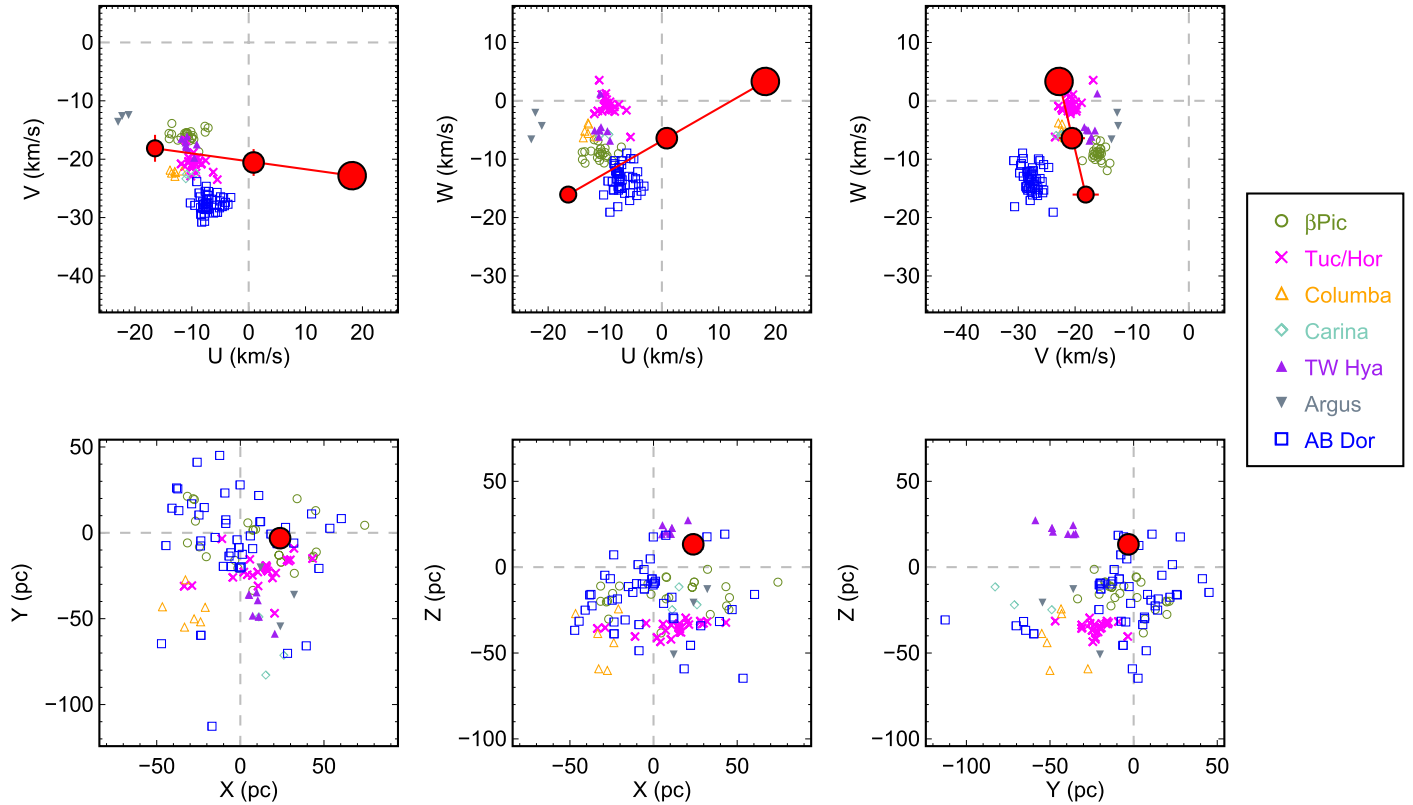 0
−10
−20
−30
−40
V (km/s)
−20 −10 0 10 20
U (km/s)
10
0
−10
−20
−30
W (km/s)
−20 −10 0 10 20
U (km/s)
10
0
−10
−20
−30
W (km/s)
−40 −30 −20 −10 0
V (km/s)
βPic
Tuc/Hor
Columba
Carina
TW Hya
Argus
AB Dor
50
0
−50
−100
Y (pc)
−50 0 50
X (pc)
50
0
−50
−100
Z (pc)
−50 0 50
X (pc)
50
0
−50
−100
Z (pc)
−100 −50 0 50
Y (pc)